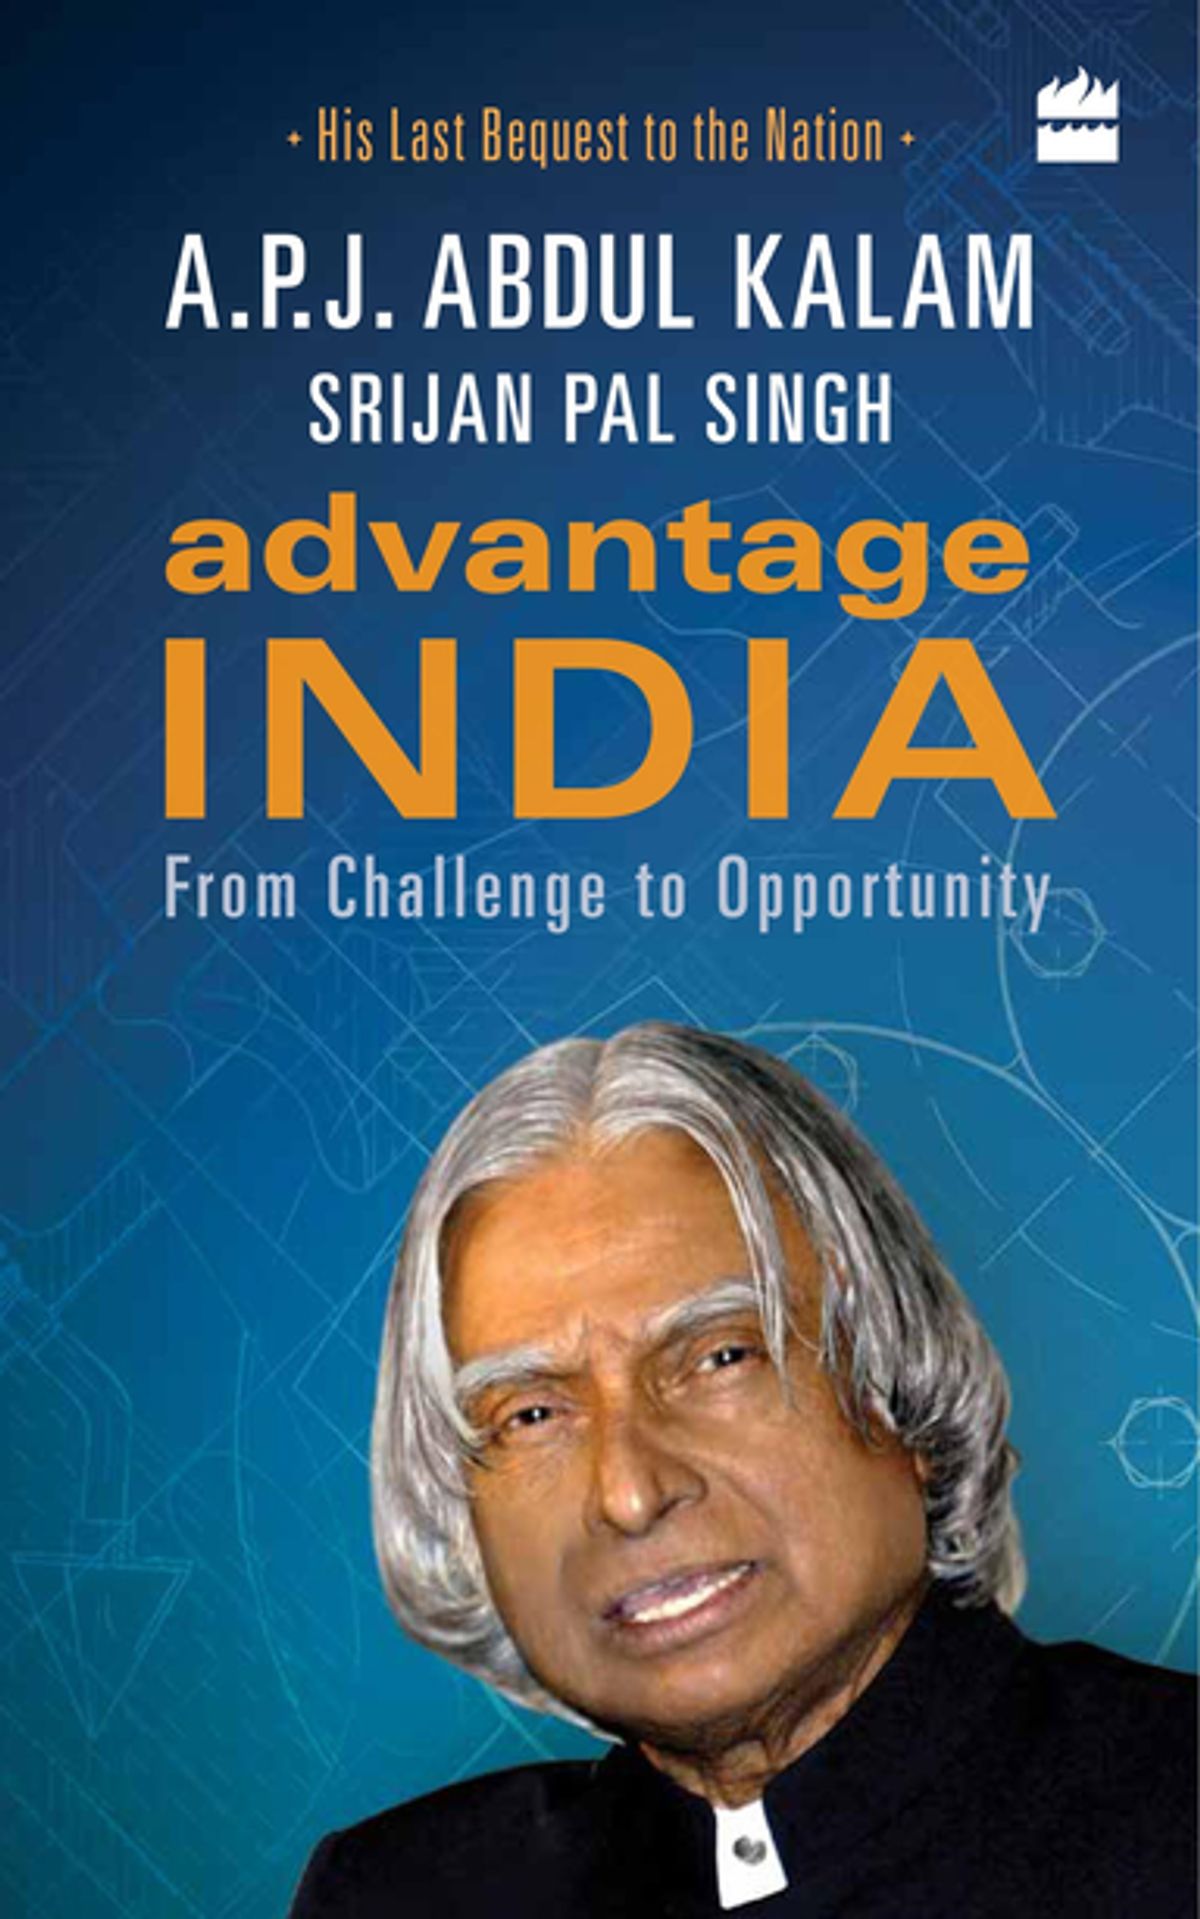 His Last Bequest to the Nation
A.P.J. ABDUL KALAM
SRIJAN PAL SINGH
advantage
INDIA
From Challenge to Opportunity